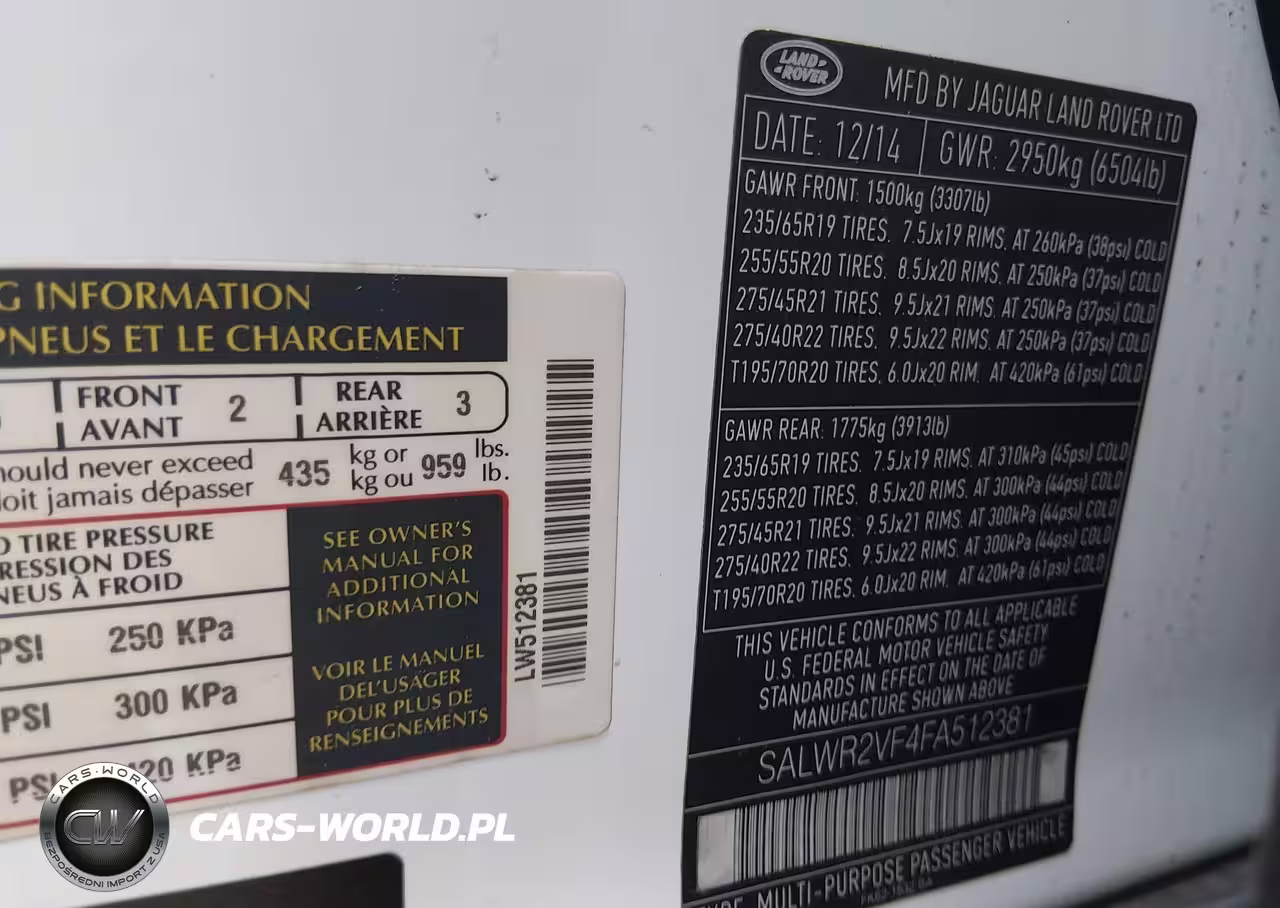 G INFORMATION
PNEUS ET LE CHARGEMENT
FRONT 2 REAR 3
AVANT ARRIÈRE
hould never exceed 435 kg or 959 lbs.
doit jamais dépasser kg ou lb.
TIRE PRESSURE
RESSION DES
NEUS À FROID
PSI 250 KPa
PSI 300 KPa
PSI 20 KPa
SEE OWNER'S
MANUAL FOR
ADDITIONAL
INFORMATION
VOIR LE MANUEL
DEL'USAGER
POUR PLUS DE
RENSEIGNEMENTS
LW512381
LAND ROVER
MFD BY JAGUAR LAND ROVER LTD
DATE: 12/14 GWR: 2950kg (6504lb)
GAWR FRONT: 1500kg (3307lb)
235/65R19 TIRES. 7.5Jx19 RIMS. AT 260kPa (38psi) COLD
255/55R20 TIRES. 8.5Jx20 RIMS. AT 250kPa (37psi) COLD
275/45R21 TIRES. 9.5Jx21 RIMS. AT 250kPa (37psi) COLD
275/40R22 TIRES. 9.5Jx22 RIMS. AT 250kPa (37psi) COLD
T195/70R20 TIRES. 6.0Jx20 RIM. AT 420kPa (61psi) COLD
GAWR REAR: 1775kg (3913lb)
235/65R19 TIRES. 7.5Jx19 RIMS. AT 310kPa (45psi) COLD
255/55R20 TIRES. 8.5Jx20 RIMS. AT 300kPa (44psi) COLD
275/45R21 TIRES. 9.5Jx21 RIMS. AT 300kPa (44psi) COLD
275/40R22 TIRES. 9.5Jx22 RIMS. AT 300kPa (44psi) COLD
T195/70R20 TIRES. 6.0Jx20 RIM. AT 420kPa (61psi) COLD
THIS VEHICLE CONFORMS TO ALL APPLICABLE
U.S. FEDERAL MOTOR VEHICLE SAFETY
STANDARDS IN EFFECT ON THE DATE OF
MANUFACTURE SHOWN ABOVE
SALWR2VF4FA512381
TYPE MULTI-PURPOSE PASSENGER VEHICLE
CARS-WORLD
CW
BEZPOŚREDNI IMPORT Z USA
CARS-WORLD.PL